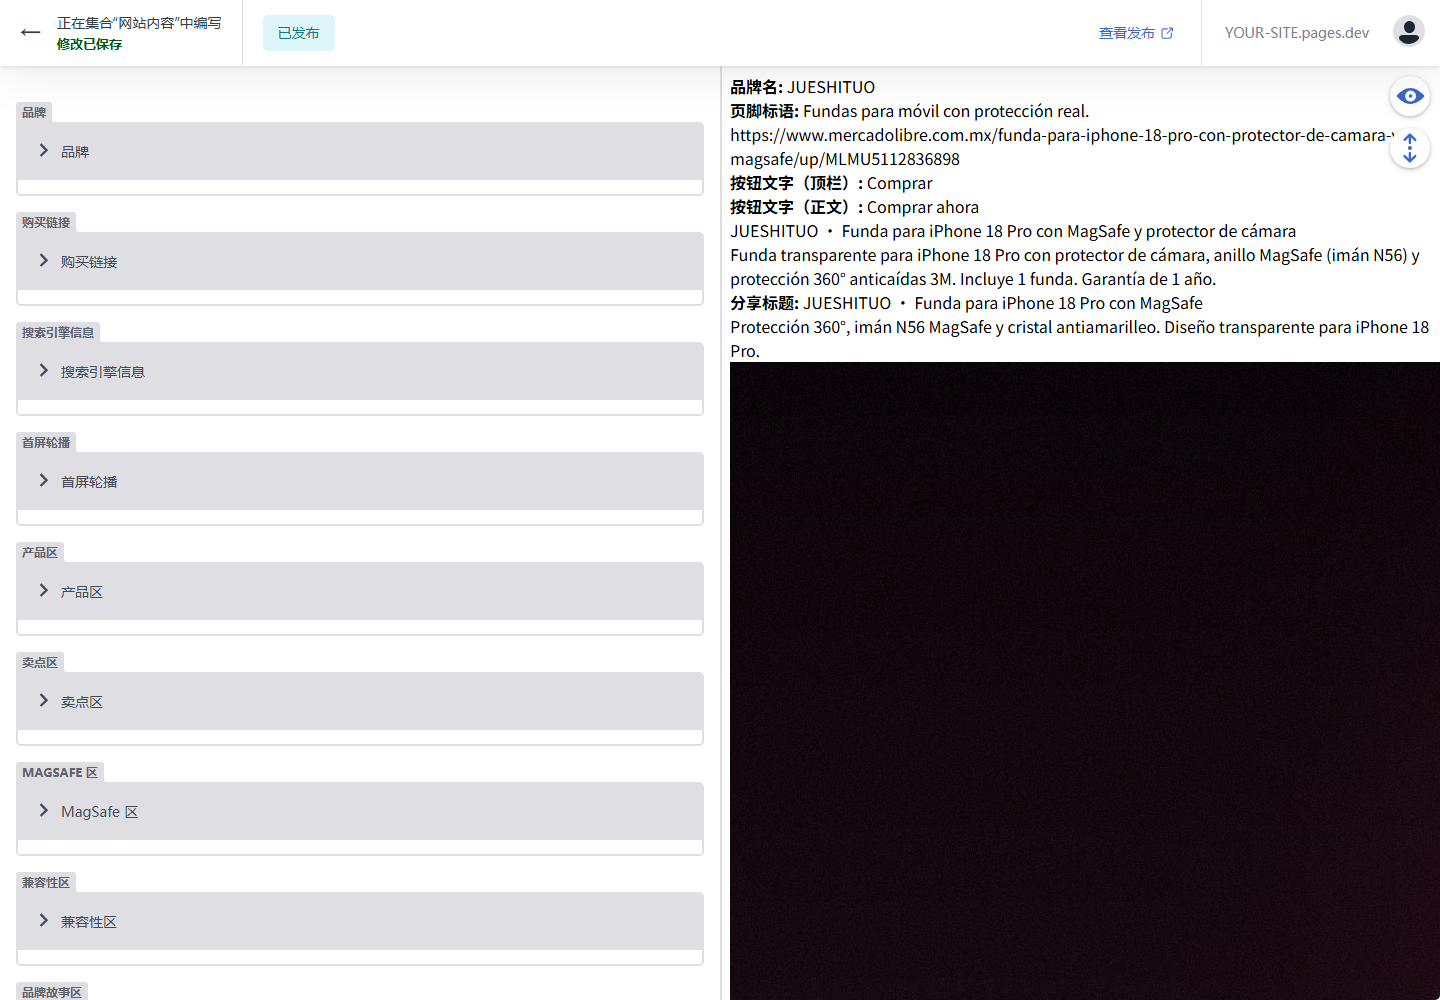 正在集合“网站内容”中编写
修改已保存
已发布
查看发布
YOUR-SITE.pages.dev
品牌
品牌
购买链接
购买链接
搜索引擎信息
搜索引擎信息
首屏轮播
首屏轮播
产品区
产品区
卖点区
卖点区
MAGSAFE 区
MagSafe 区
兼容性区
兼容性区
品牌故事区
品牌名: JUESHITUO
页脚标语: Fundas para móvil con protección real.
https://www.mercadolibre.com.mx/funda-para-iphone-18-pro-con-protector-de-camara-
magsafe/up/MLMU5112836898
按钮文字（顶栏）: Comprar
按钮文字（正文）: Comprar ahora
JUESHITUO · Funda para iPhone 18 Pro con MagSafe y protector de cámara
Funda transparente para iPhone 18 Pro con protector de cámara, anillo MagSafe (imán N56) y
protección 360° anticaídas 3M. Incluye 1 funda. Garantía de 1 año.
分享标题: JUESHITUO · Funda para iPhone 18 Pro con MagSafe
Protección 360°, imán N56 MagSafe y cristal antiamarilleo. Diseño transparente para iPhone 18
Pro.